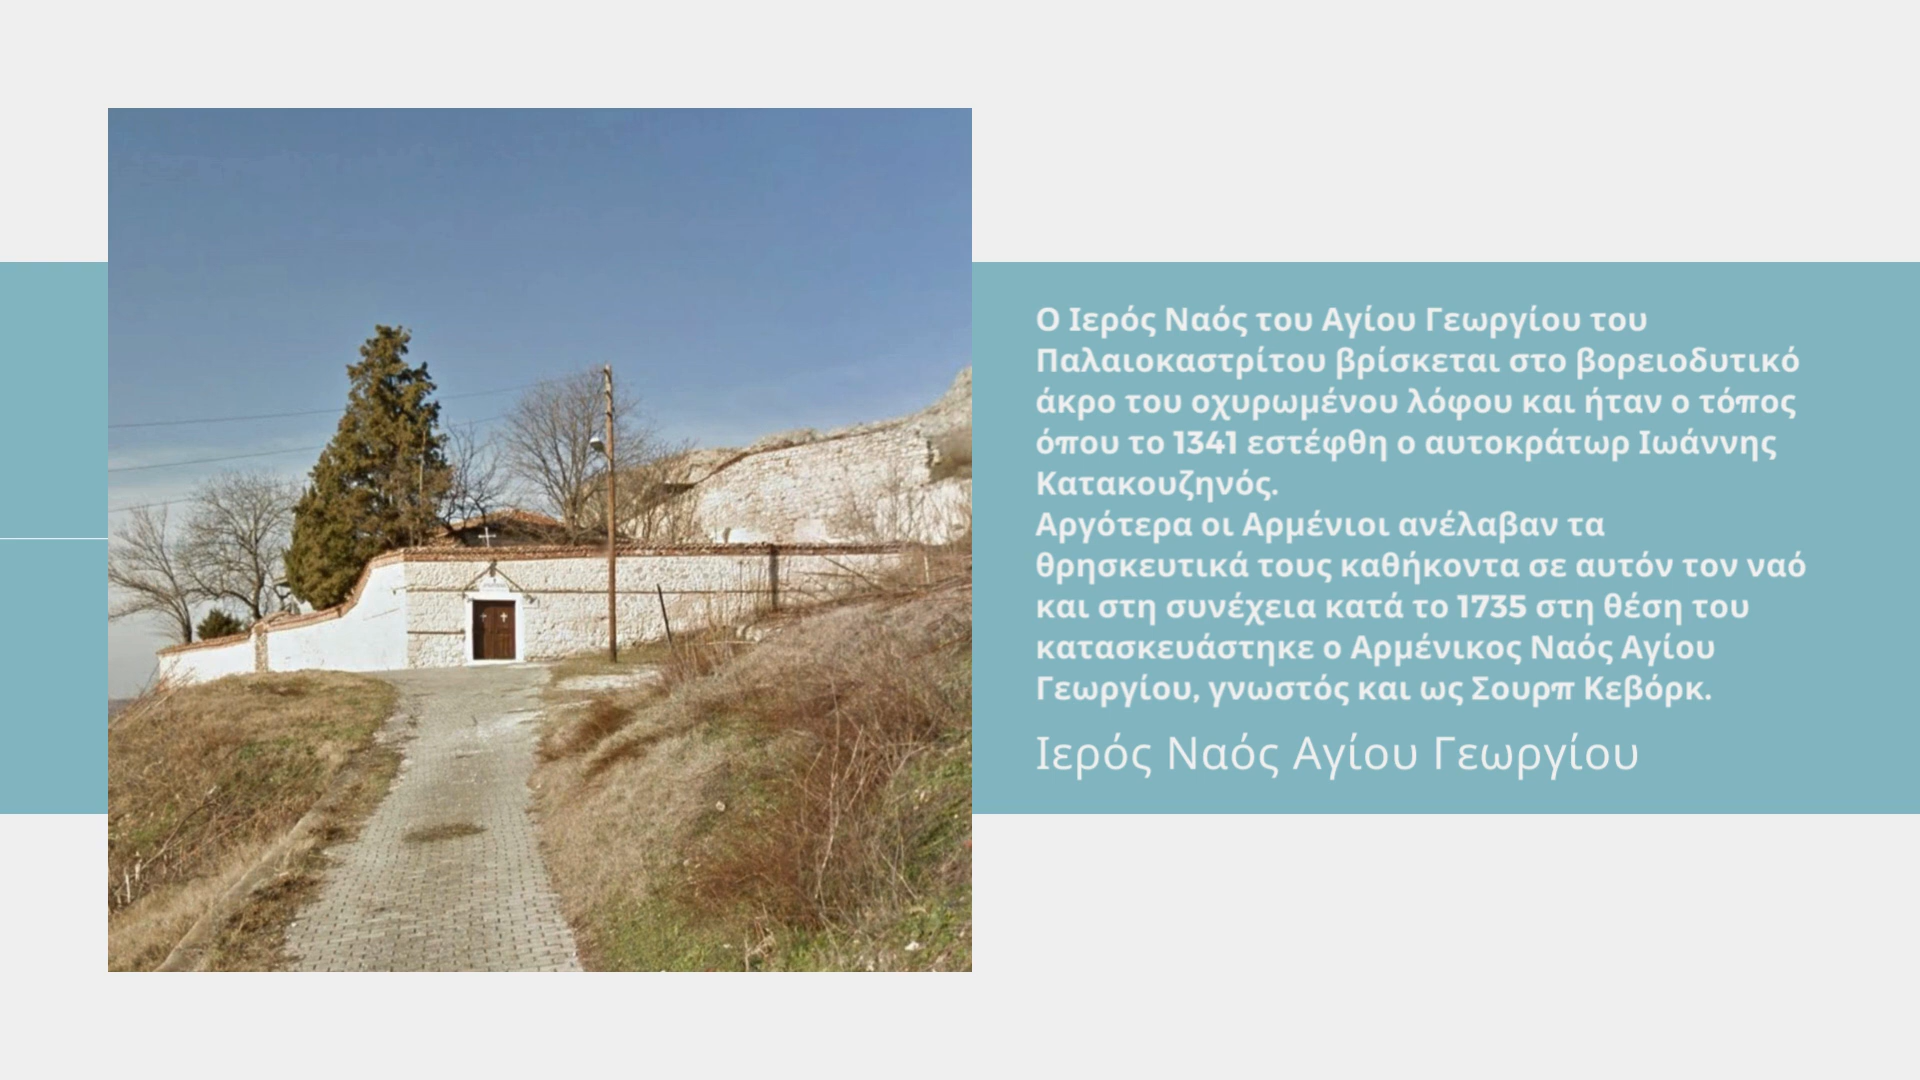 Ο Ιερός Ναός του Αγίου Γεωργίου του
Παλαιοκαστρίτου βρίσκεται στο βορειοδυτικό
άκρο του οχυρωμένου λόφου και ήταν ο τόπος
όπου το 1341 εστέφθη ο αυτοκράτωρ Ιωάννης
Κατακουζηνός.
Αργότερα οι Αρμένιοι ανέλαβαν τα
θρησκευτικά τους καθήκοντα σε αυτόν τον ναό
και στη συνέχεια κατά το 1735 στη θέση του
κατασκευάστηκε ο Αρμένικος Ναός Αγίου
Γεωργίου, γνωστός και ως Σουρπ Κεβόρκ.
Ιερός Ναός Αγίου Γεωργίου